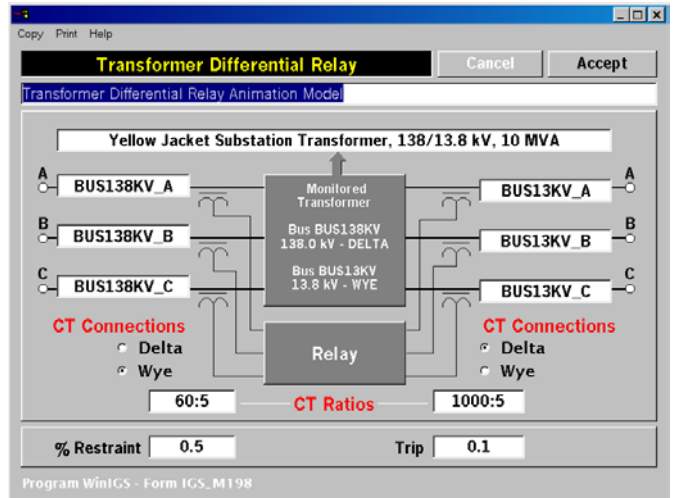 Copy Print Help
Transformer Differential Relay Cancel Accept
Transformer Differential Relay Animation Model
Yellow Jacket Substation Transformer, 138/13.8 kV, 10 MVA
A A
BUS138KV_A Monitored BUS13KV_A
Transformer
B B
BUS138KV_B Bus BUS138KV BUS13KV_B
138.0 kV - DELTA
C Bus BUS13KV C
BUS138KV_C 13.8 kV - WYE BUS13KV_C
CT Connections CT Connections
Delta Relay Delta
Wye Wye
60:5 CT Ratios 1000:5
% Restraint 0.5 Trip 0.1
Program WinIGS - Form IGS_M198